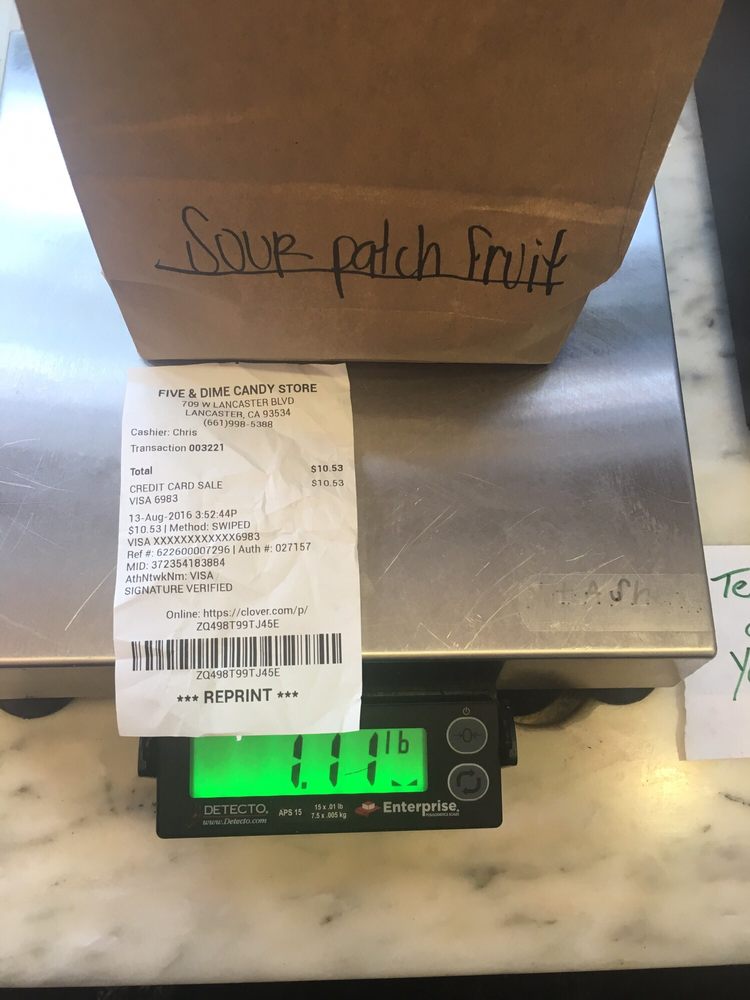 Sour patch Fruit
FIVE & DIME CANDY STORE
709 W LANCASTER BLVD
LANCASTER, CA 93534
(661)998-5388
Cashier: Chris
Transaction 003221
Total $10.53
CREDIT CARD SALE $10.53
VISA 6983
13-Aug-2016 3:52:44P
$10.53 | Method: SWIPED
VISA XXXXXXXXXXXX6983
Ref #: 622600007296 | Auth #: 027157
MID: 372354183884
AthNtwkNm: VISA
SIGNATURE VERIFIED
Online: https://clover.com/p/
ZQ498T99TJ45E
ZQ498T99TJ45E
*** REPRINT ***
1.11 lb
DETECTO.
www.Detecto.com
APS 15
15 x .01 lb
7.5 x .005 kg
Enterprise.
Te